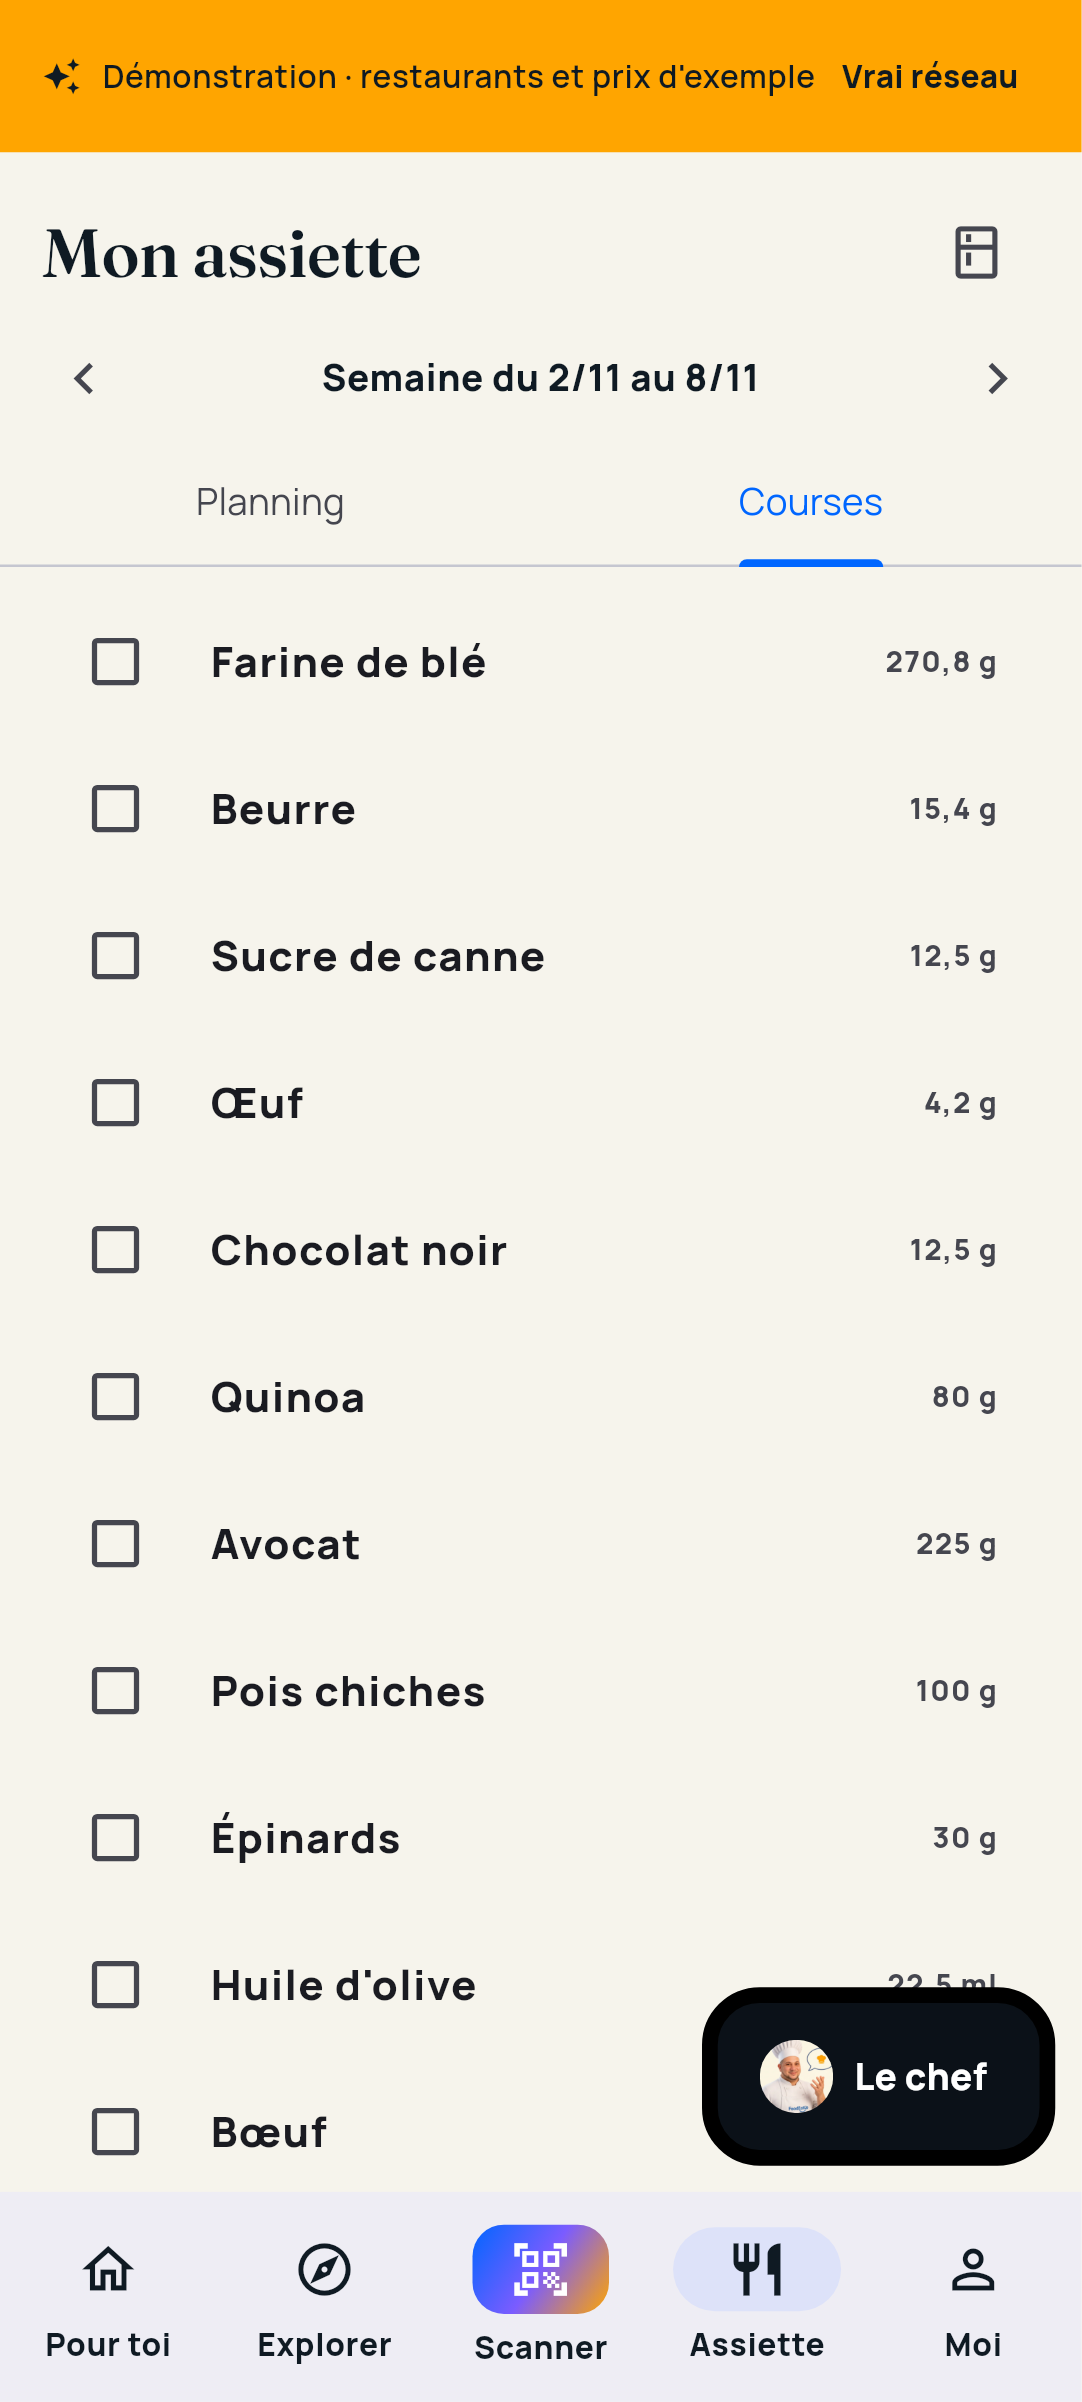 Démonstration · restaurants et prix d'exemple Vrai réseau
Mon assiette
Semaine du 2/11 au 8/11
Planning Courses
Farine de blé 270,8 g
Beurre 15,4 g
Sucre de canne 12,5 g
Œuf 4,2 g
Chocolat noir 12,5 g
Quinoa 80 g
Avocat 225 g
Pois chiches 100 g
Épinards 30 g
Huile d'olive 22,5 ml
Le chef
Bœuf
Pour toi Explorer Scanner Assiette Moi